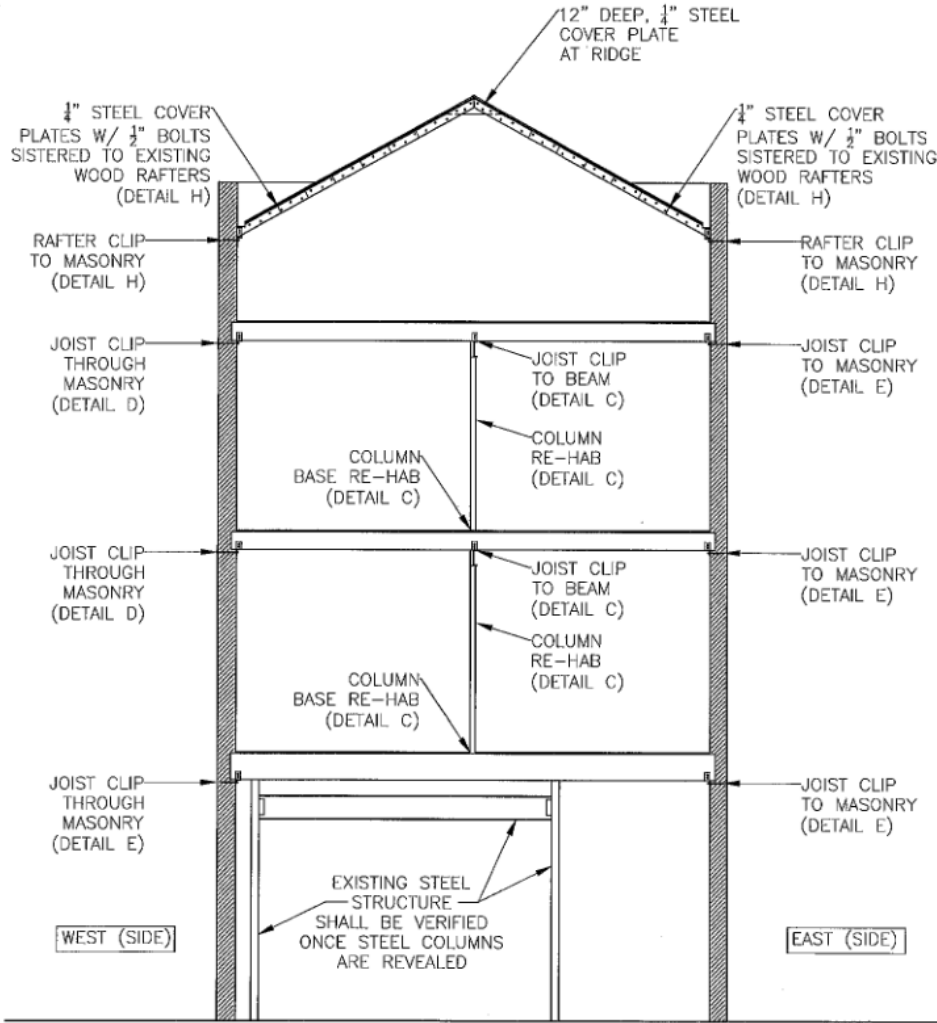 12" DEEP, 1/4" STEEL
COVER PLATE
AT RIDGE
1/4" STEEL COVER
PLATES W/ 1/2" BOLTS
SISTERED TO EXISTING
WOOD RAFTERS
(DETAIL H)
1/4" STEEL COVER
PLATES W/ 1/2" BOLTS
SISTERED TO EXISTING
WOOD RAFTERS
(DETAIL H)
RAFTER CLIP
TO MASONRY
(DETAIL H)
RAFTER CLIP
TO MASONRY
(DETAIL H)
JOIST CLIP
THROUGH
MASONRY
(DETAIL D)
JOIST CLIP
TO BEAM
(DETAIL C)
JOIST CLIP
TO MASONRY
(DETAIL E)
COLUMN
RE-HAB
(DETAIL C)
COLUMN
BASE RE-HAB
(DETAIL C)
JOIST CLIP
THROUGH
MASONRY
(DETAIL D)
JOIST CLIP
TO BEAM
(DETAIL C)
JOIST CLIP
TO MASONRY
(DETAIL E)
COLUMN
RE-HAB
(DETAIL C)
COLUMN
BASE RE-HAB
(DETAIL C)
JOIST CLIP
THROUGH
MASONRY
(DETAIL E)
JOIST CLIP
TO MASONRY
(DETAIL E)
EXISTING STEEL
STRUCTURE
SHALL BE VERIFIED
ONCE STEEL COLUMNS
ARE REVEALED
WEST (SIDE)
EAST (SIDE)